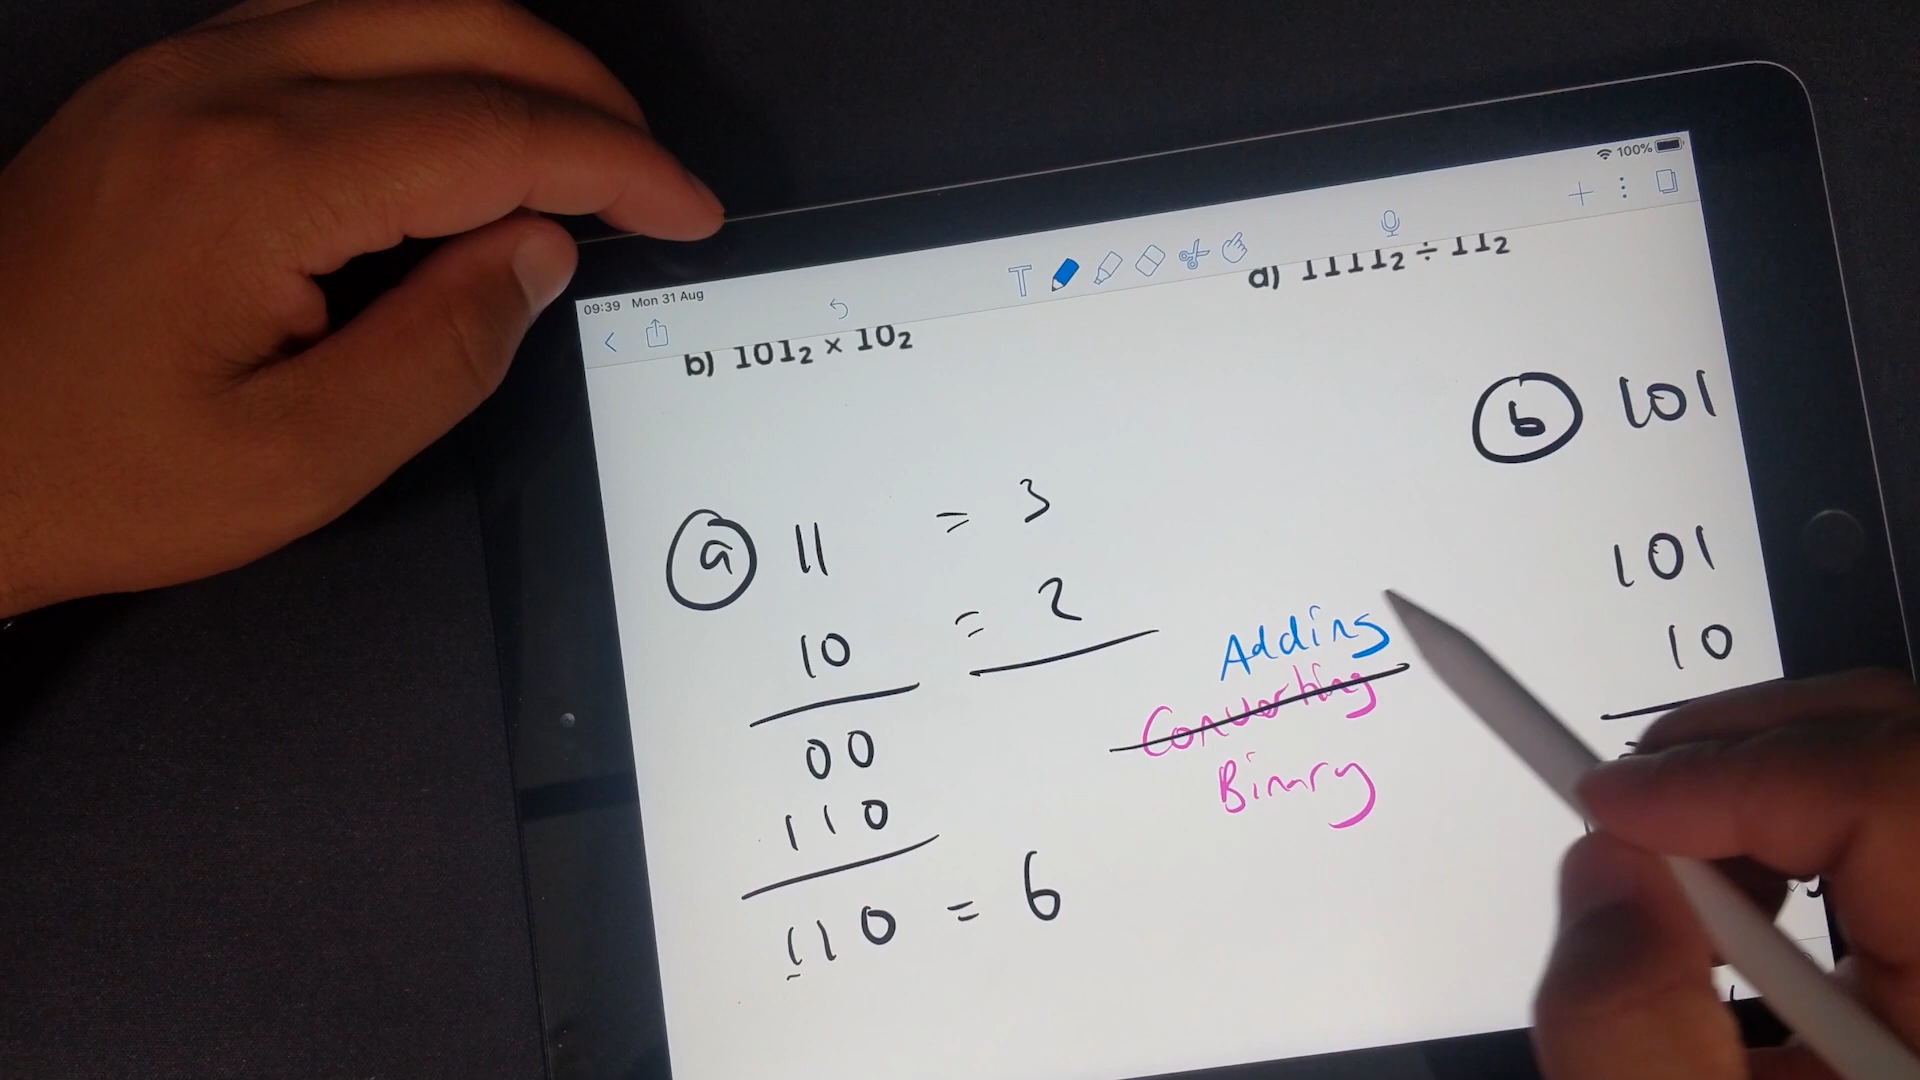 09:39 Mon 31 Aug
100%
T
b) 101₂ × 10₂
a) 1111₂ ÷ 11₂
a 11 = 3
10 = 2
00
110
110 = 6
Adding
Converting
Binary
b 101
101
10